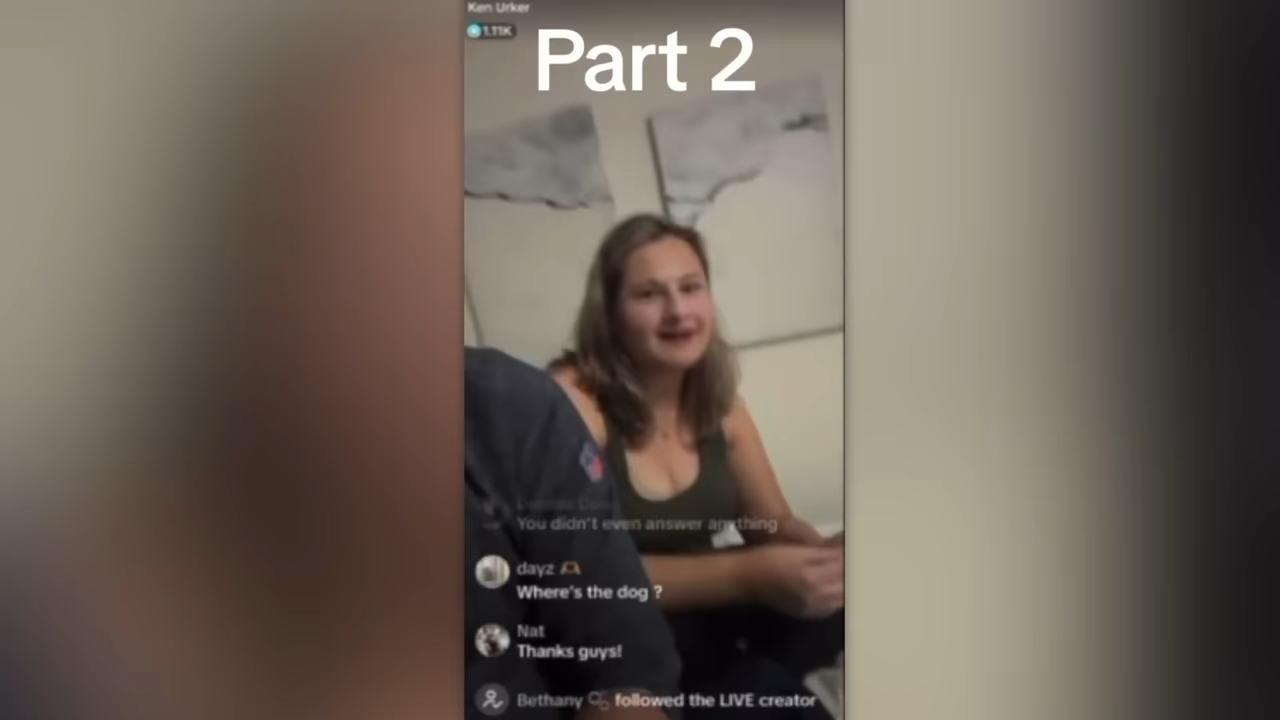 Ken Urker
1.11K
Part 2
You didn't even answer anything
dayz
Where's the dog ?
Nat
Thanks guys!
Bethany followed the LIVE creator